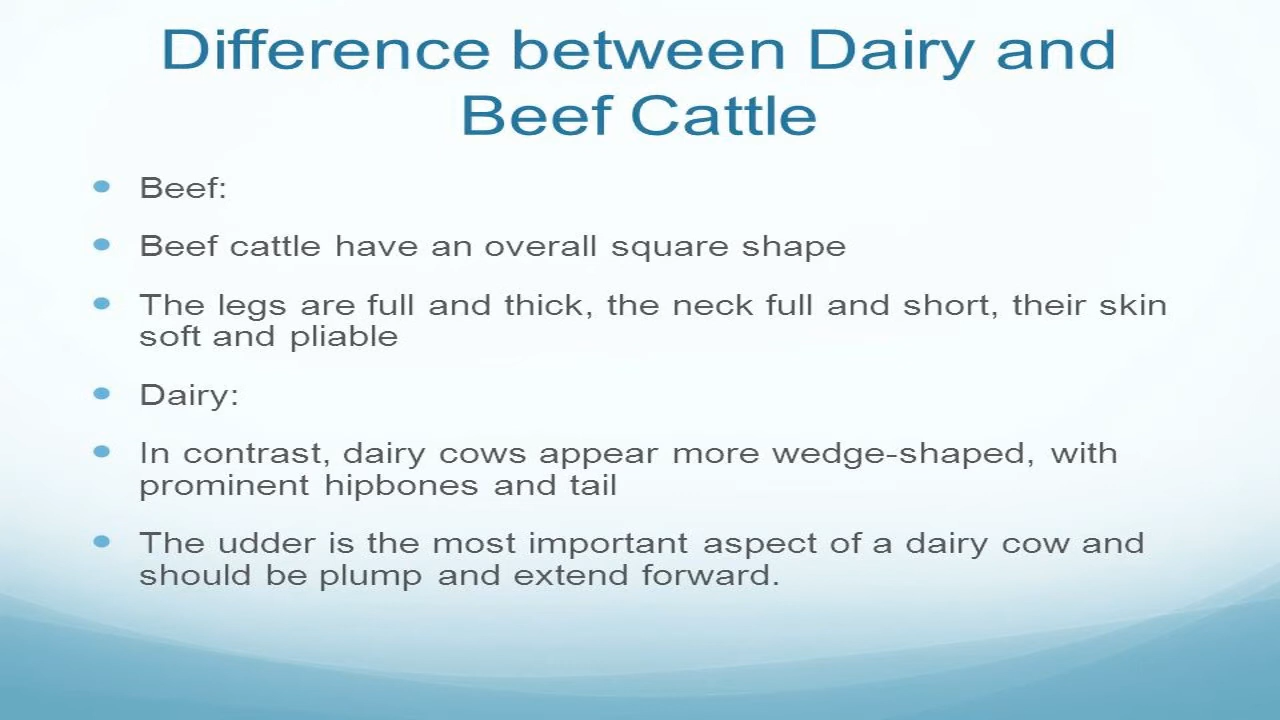 Difference between Dairy and
Beef Cattle
• Beef:
• Beef cattle have an overall square shape
• The legs are full and thick, the neck full and short, their skin
soft and pliable
• Dairy:
• In contrast, dairy cows appear more wedge-shaped, with
prominent hipbones and tail
• The udder is the most important aspect of a dairy cow and
should be plump and extend forward.